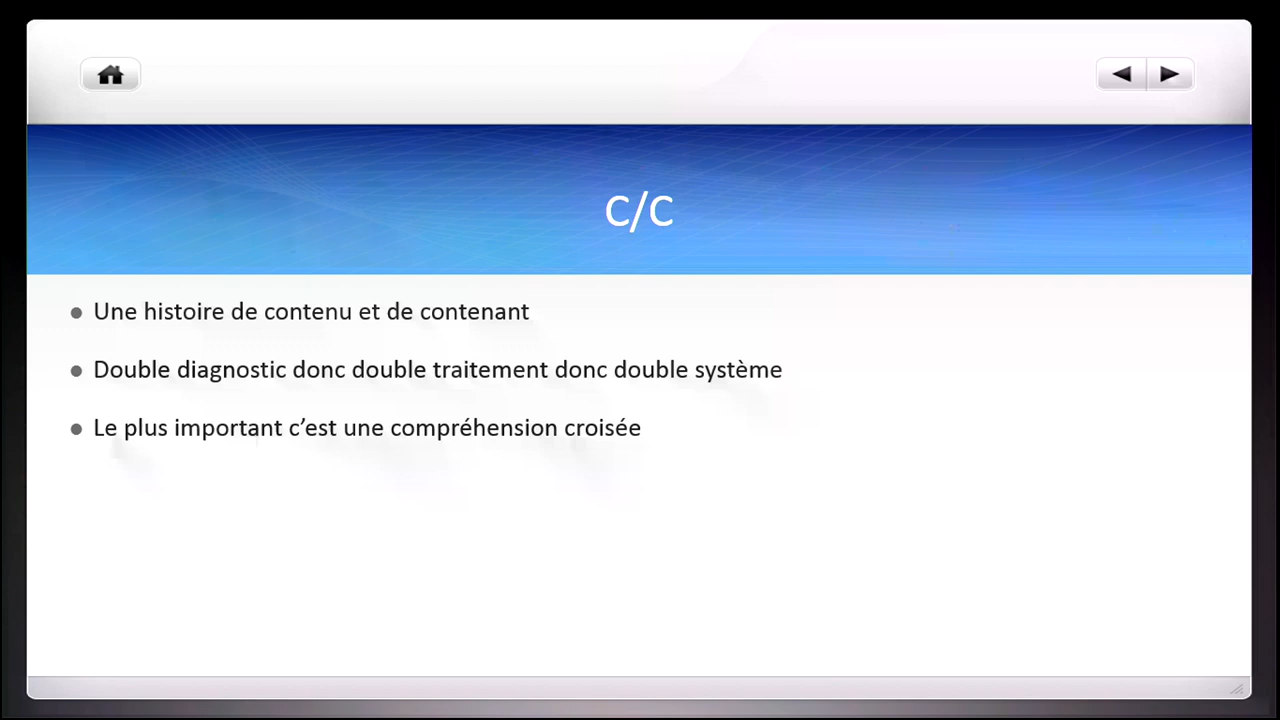 C/C
Une histoire de contenu et de contenant
Double diagnostic donc double traitement donc double système
Le plus important c’est une compréhension croisée